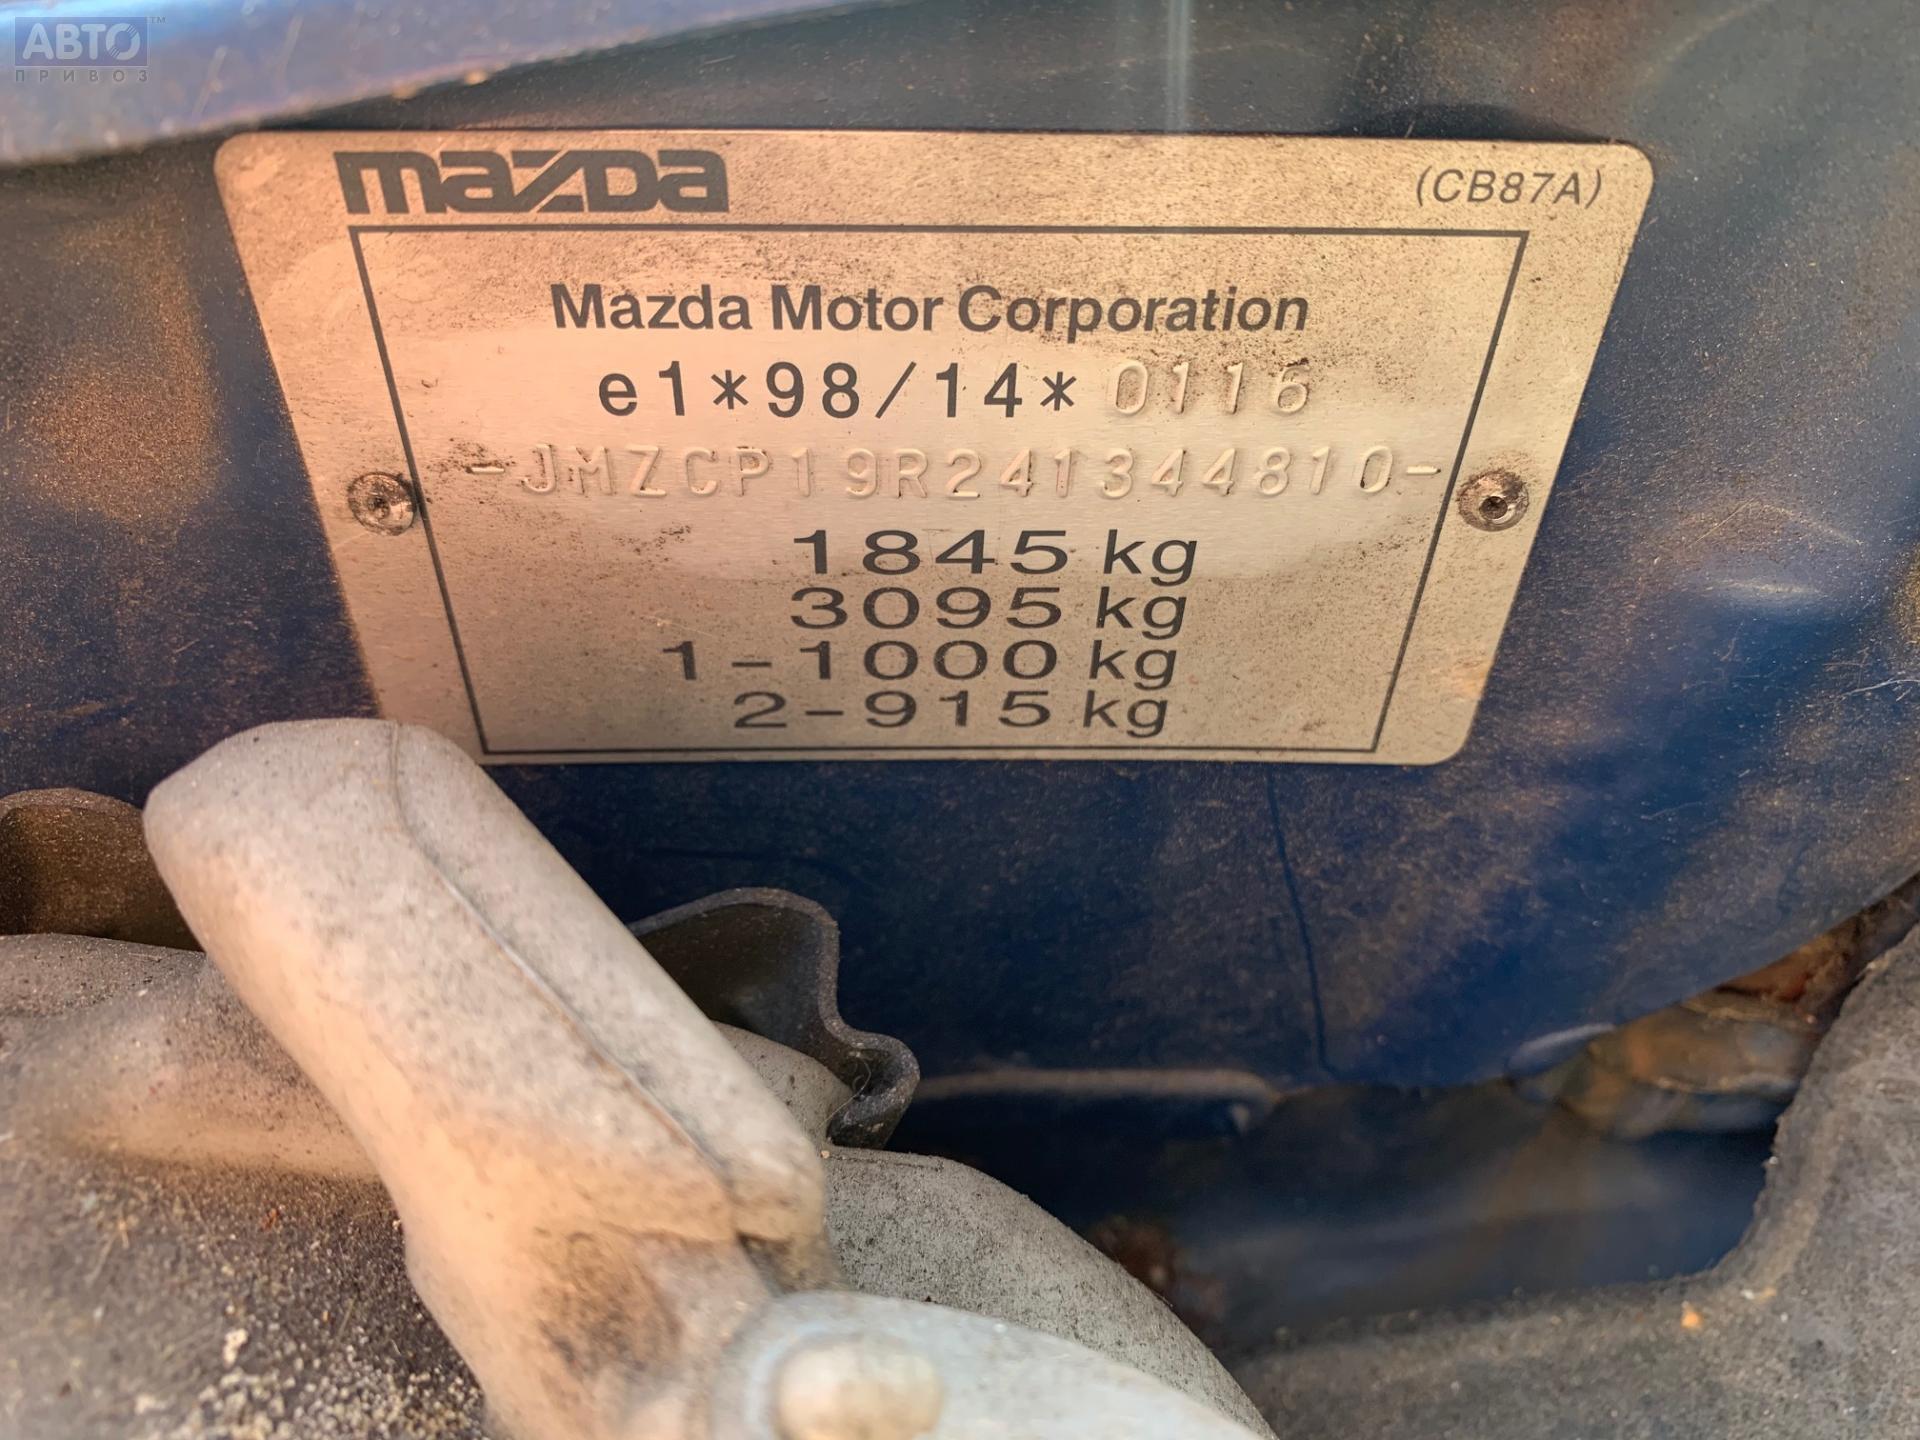 АВТО™
ПРИВОЗ
mazda
(CB87A)
Mazda Motor Corporation
e1*98/14*0116
-JMZCP19R241344810-
1845 kg
3095 kg
1-1000 kg
2-915 kg